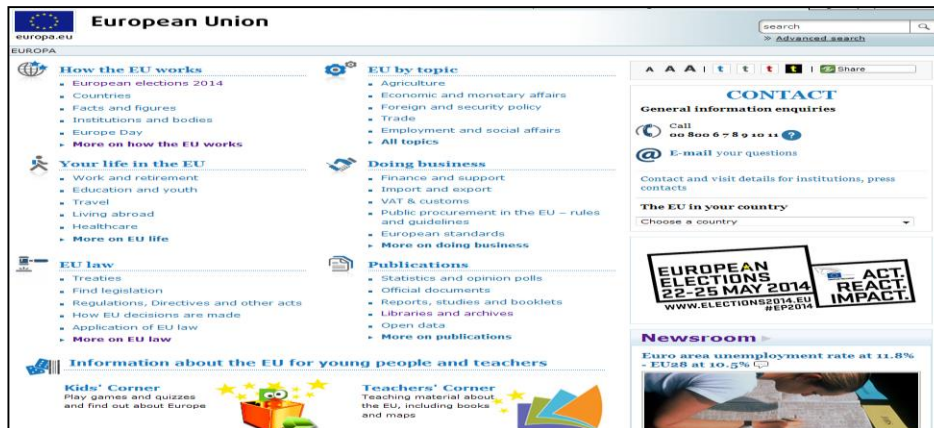 European Union
europa.eu
search
» Advanced search
EUROPA
How the EU works
European elections 2014
Countries
Facts and figures
Institutions and bodies
Europe Day
More on how the EU works
Your life in the EU
Work and retirement
Education and youth
Travel
Living abroad
Healthcare
More on EU life
EU law
Treaties
Find legislation
Regulations, Directives and other acts
How EU decisions are made
Application of EU law
More on EU law
EU by topic
Agriculture
Economic and monetary affairs
Foreign and security policy
Trade
Employment and social affairs
All topics
Doing business
Finance and support
Import and export
VAT & customs
Public procurement in the EU – rules
and guidelines
European standards
More on doing business
Publications
Statistics and opinion polls
Official documents
Reports, studies and booklets
Libraries and archives
Open data
More on publications
Information about the EU for young people and teachers
Kids' Corner
Play games and quizzes
and find out about Europe
Teachers' Corner
Teaching material about
the EU, including books
and maps
A A A | t t t t | Share
CONTACT
General information enquiries
Call
00 800 6 7 8 9 10 11 ?
@ E-mail your questions
Contact and visit details for institutions, press
contacts
The EU in your country
Choose a country
EUROPEAN
ELECTIONS
22-25 MAY 2014
WWW.ELECTIONS2014.EU
#EP2014
ACT.
REACT.
IMPACT.
Newsroom
Euro area unemployment rate at 11.8%
- EU28 at 10.5%